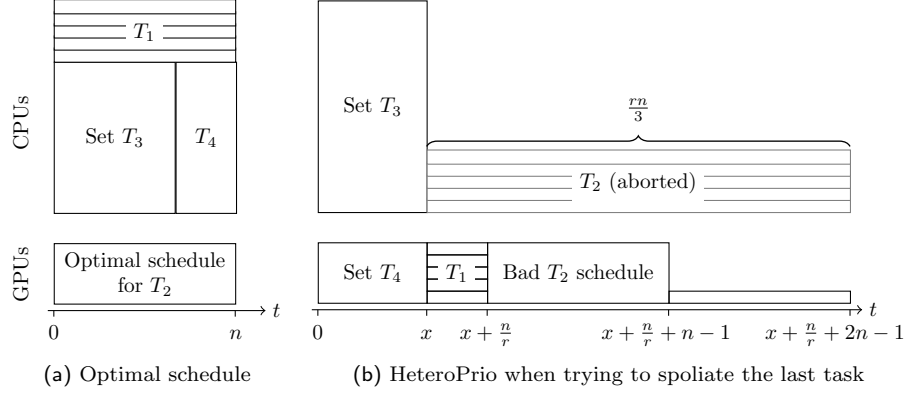 CPUs
T₁
Set T₃
T₄
GPUs
Optimal schedule
for T₂
t
0
n
(a) Optimal schedule
Set T₃
rn/3
T₂ (aborted)
Set T₄
T₁
Bad T₂ schedule
t
0
x
x + n/r
x + n/r + n − 1
x + n/r + 2n − 1
(b) HeteroPrio when trying to spoliate the last task